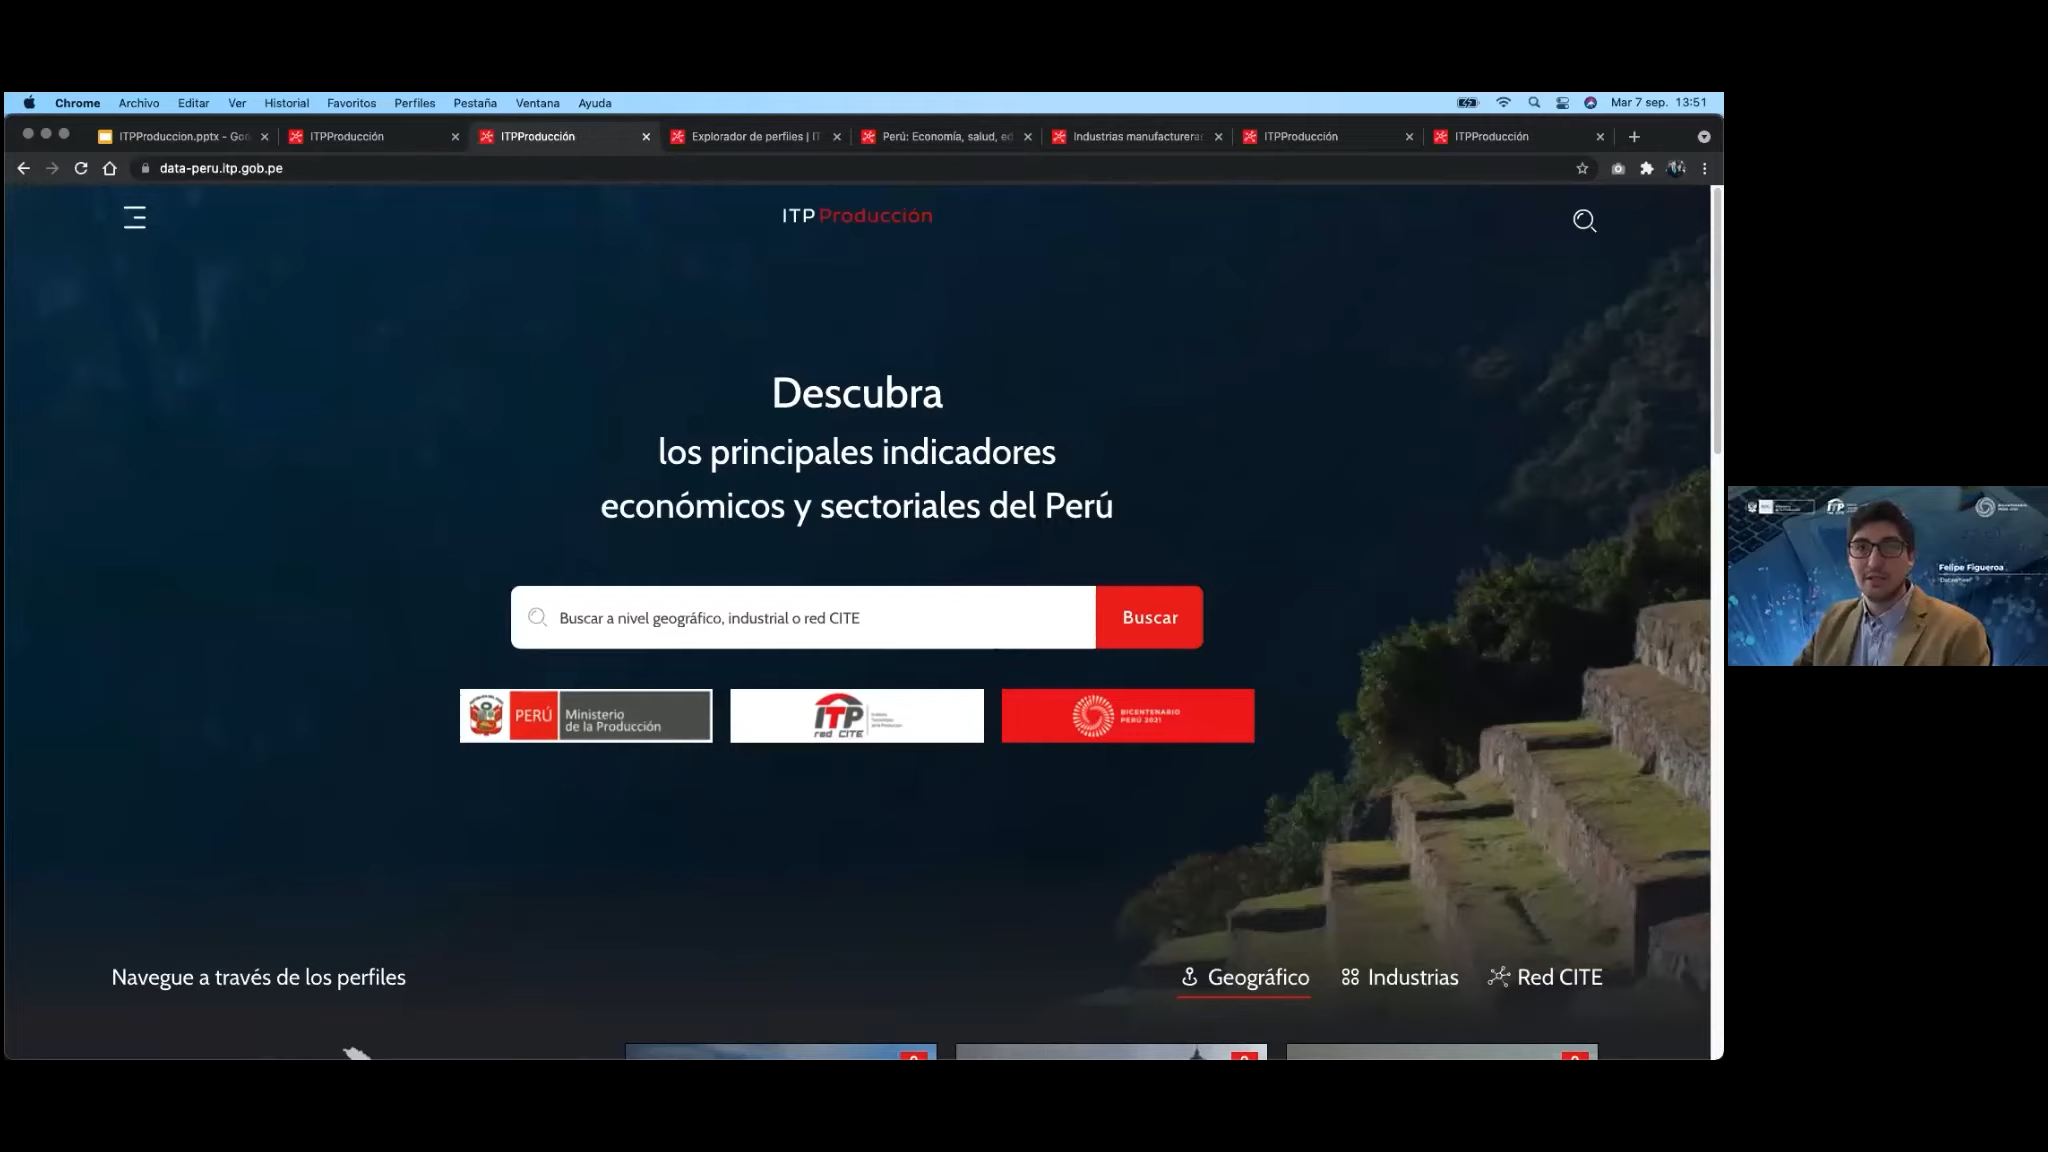 Chrome Archivo Editar Ver Historial Favoritos Perfiles Pestaña Ventana Ayuda Mar 7 sep. 13:51
ITPProduccion.pptx - Goo ITPProducción ITPProducción Explorador de perfiles | IT Perú: Economía, salud, ed Industrias manufactureras ITPProducción ITPProducción
data-peru.itp.gob.pe
ITP Producción
Descubra
los principales indicadores
económicos y sectoriales del Perú
Buscar a nivel geográfico, industrial o red CITE
Buscar
PERÚ Ministerio de la Producción
ITP
red CITE
BICENTENARIO
PERÚ 2021
Navegue a través de los perfiles
Geográfico Industrias Red CITE
Felipe Figueroa